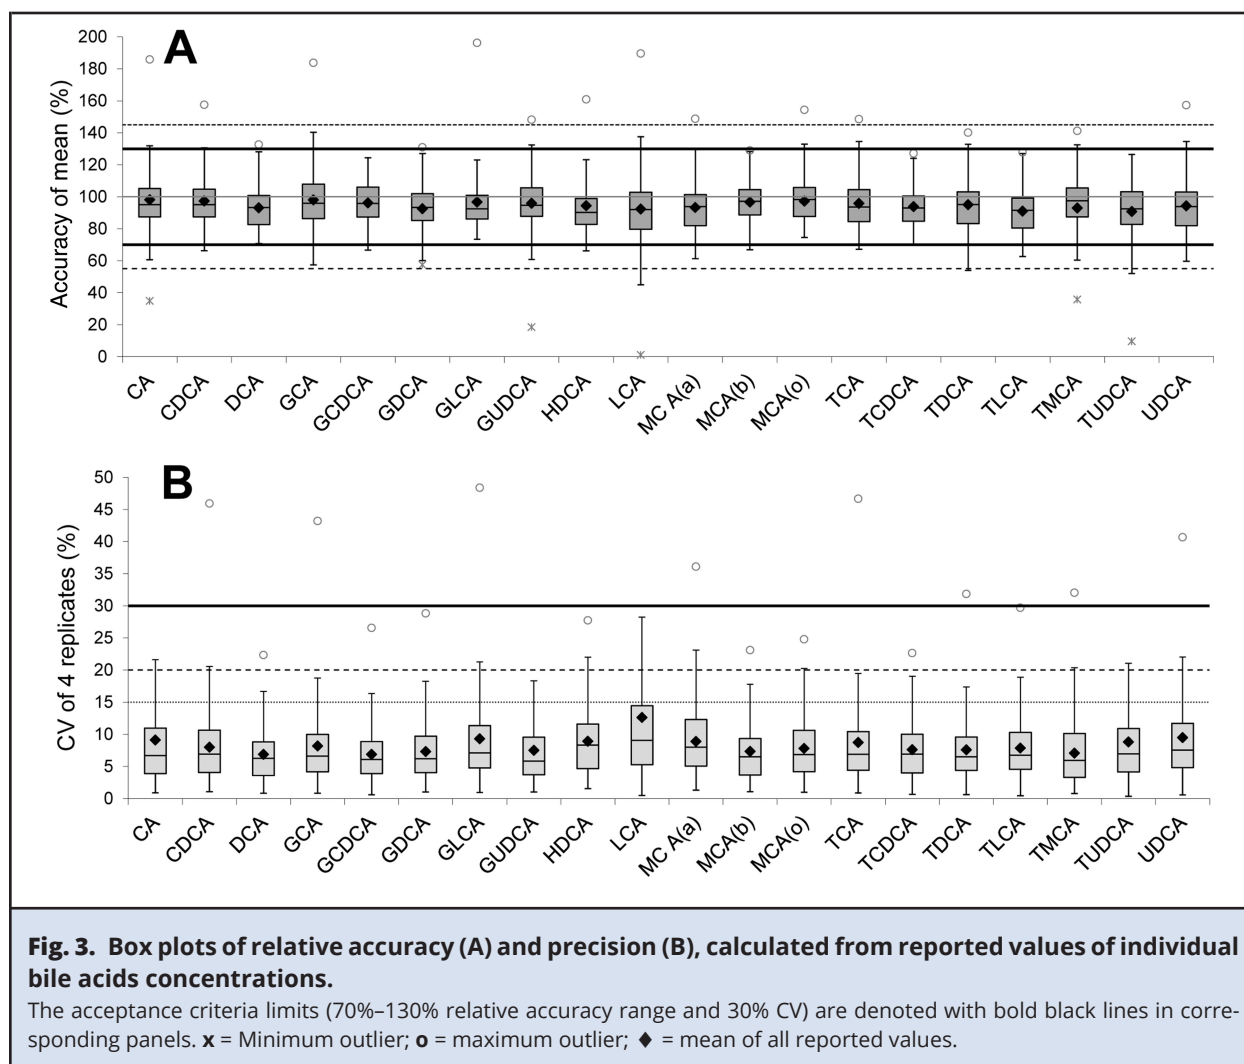 A
Accuracy of mean (%)
200
180
160
140
120
100
80
60
40
20
0
CA CDCA DCA GCA GCDCA GDCA GLCA GUDCA HDCA LCA MC A(a) MCA(b) MCA(o) TCA TCDCA TDCA TLCA TMCA TUDCA UDCA
B
CV of 4 replicates (%)
50
45
40
35
30
25
20
15
10
5
0
CA CDCA DCA GCA GCDCA GDCA GLCA GUDCA HDCA LCA MC A(a) MCA(b) MCA(o) TCA TCDCA TDCA TLCA TMCA TUDCA UDCA
Fig. 3. Box plots of relative accuracy (A) and precision (B), calculated from reported values of individual
bile acids concentrations.
The acceptance criteria limits (70%–130% relative accuracy range and 30% CV) are denoted with bold black lines in corre-
sponding panels. x = Minimum outlier; o = maximum outlier; ◆ = mean of all reported values.